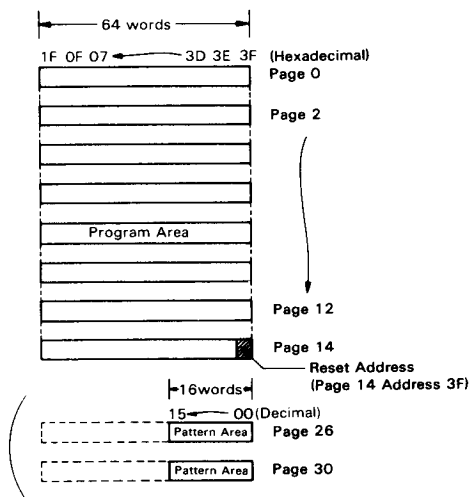 64 words
1F 0F 07 3D 3E 3F (Hexadecimal)
Page 0
Page 2
Program Area
Page 12
Page 14
Reset Address
(Page 14 Address 3F)
16words
15 00 (Decimal)
Pattern Area Page 26
Pattern Area Page 30